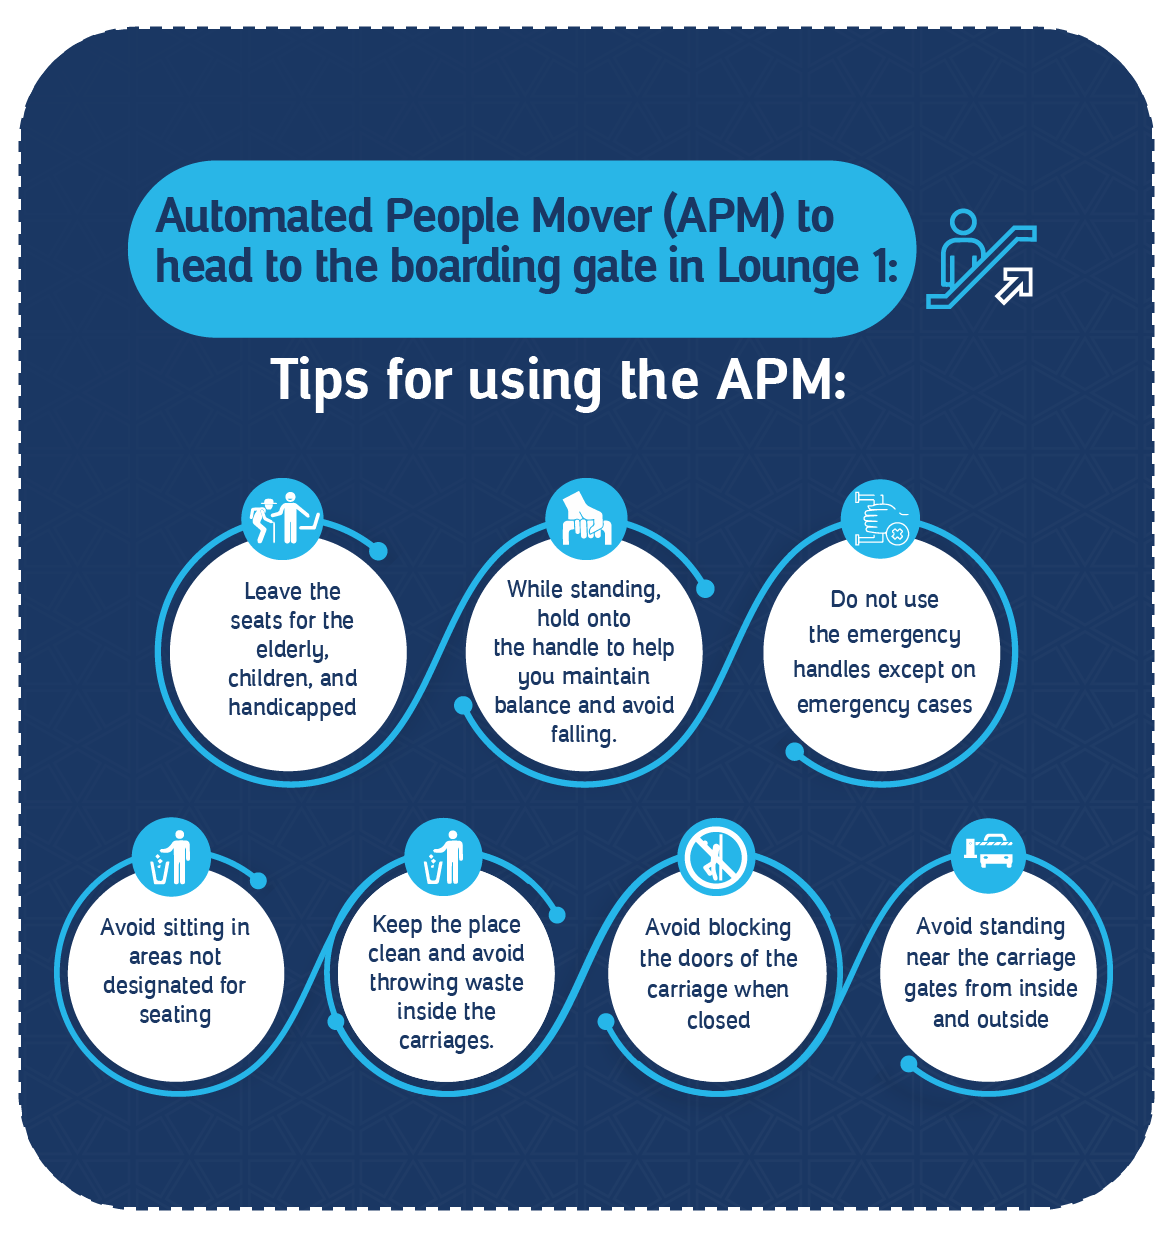 Automated People Mover (APM) to
head to the boarding gate in Lounge 1:
Tips for using the APM:
Leave the
seats for the
elderly,
children, and
handicapped
While standing,
hold onto
the handle to help
you maintain
balance and avoid
falling.
Do not use
the emergency
handles except on
emergency cases
Avoid sitting in
areas not
designated for
seating
Keep the place
clean and avoid
throwing waste
inside the
carriages.
Avoid blocking
the doors of the
carriage when
closed
Avoid standing
near the carriage
gates from inside
and outside